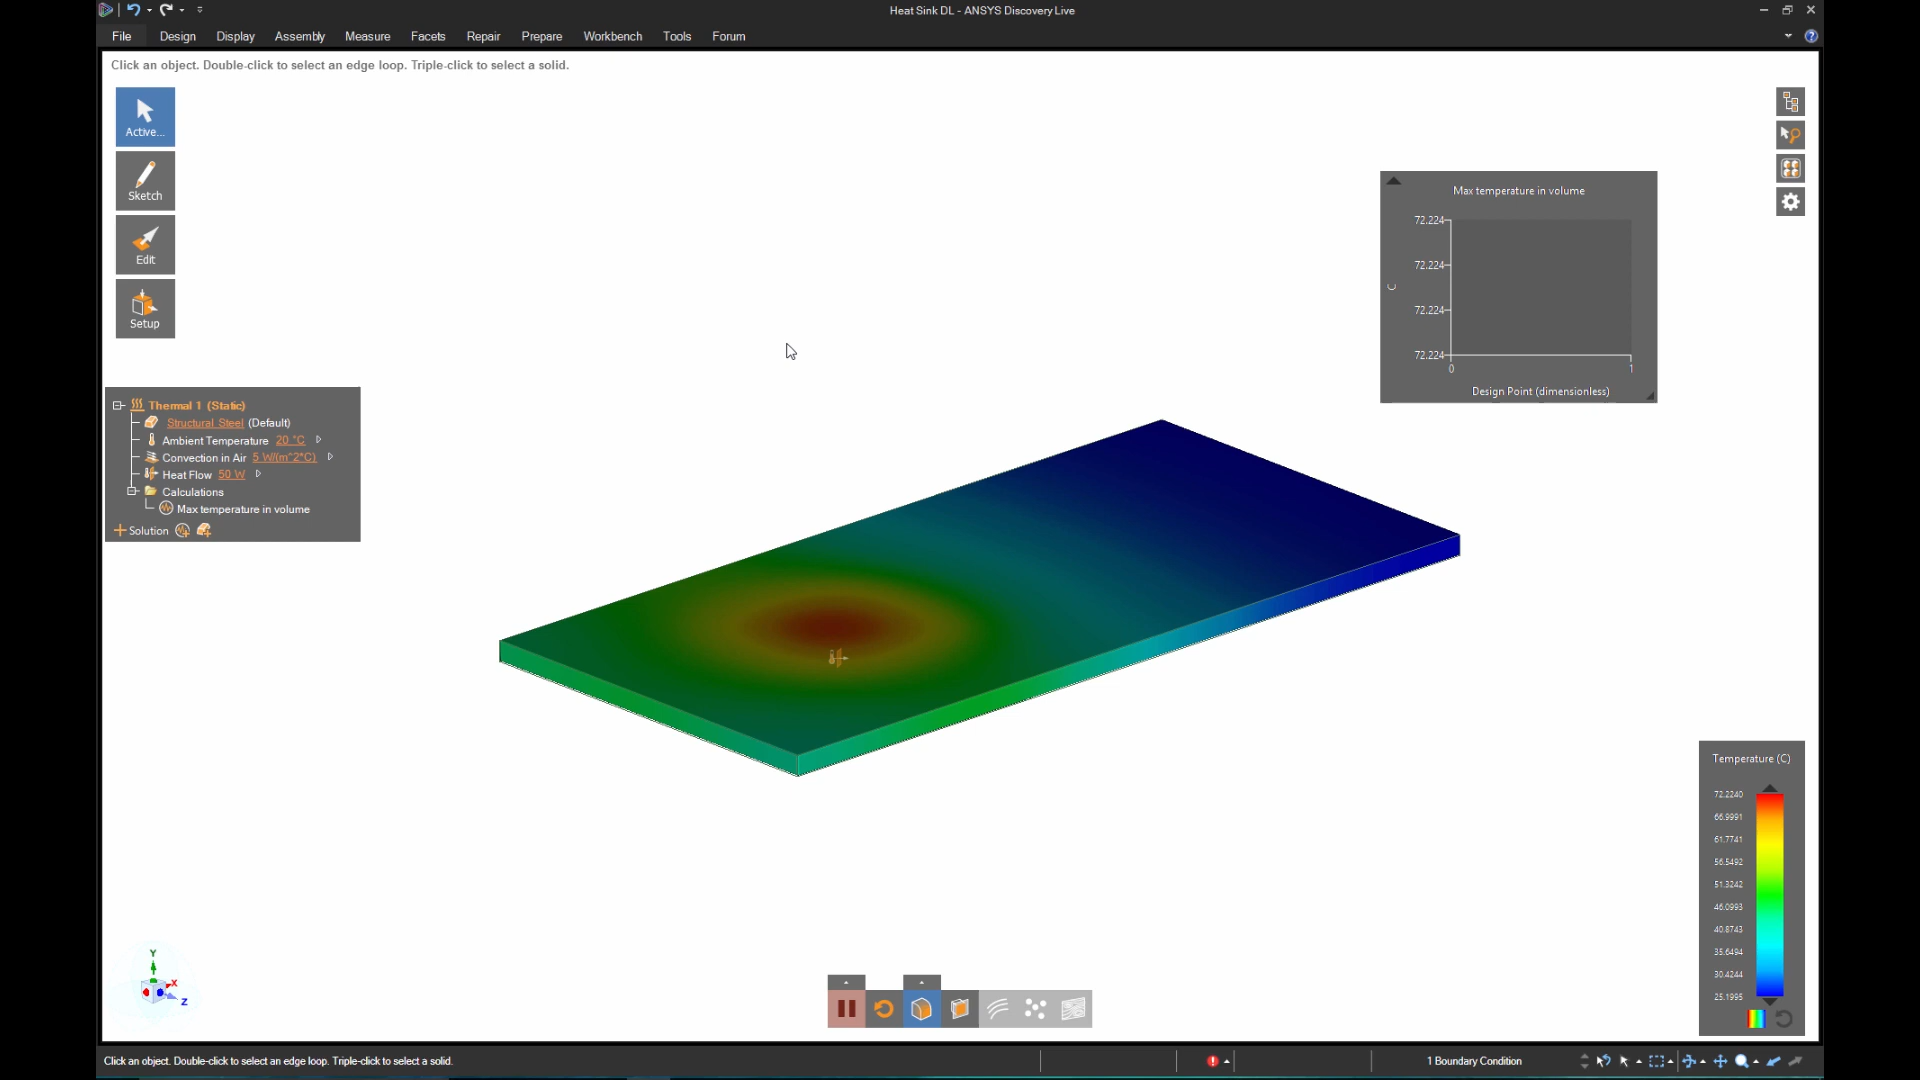 Heat Sink DL - ANSYS Discovery Live
File Design Display Assembly Measure Facets Repair Prepare Workbench Tools Forum
Click an object. Double-click to select an edge loop. Triple-click to select a solid.
Active...
Sketch
Edit
Setup
Max temperature in volume
72.224
72.224
72.224
72.224
C
0 1
Design Point (dimensionless)
Thermal 1 (Static)
Structural Steel (Default)
Ambient Temperature 20 °C
Convection in Air 5 W/(m^2*C)
Heat Flow 50 W
Calculations
Max temperature in volume
Solution
Temperature (C)
72.2240
66.9991
61.7741
56.5492
51.3242
46.0993
40.8743
35.6494
30.4244
25.1995
Y
X
Z
Click an object. Double-click to select an edge loop. Triple-click to select a solid.
1 Boundary Condition